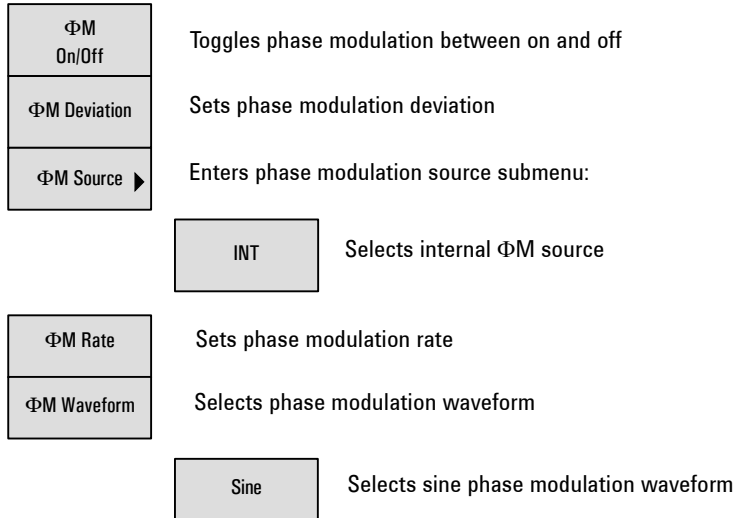 ΦM
On/Off
Toggles phase modulation between on and off
ΦM Deviation
Sets phase modulation deviation
ΦM Source
Enters phase modulation source submenu:
INT
Selects internal ΦM source
ΦM Rate
Sets phase modulation rate
ΦM Waveform
Selects phase modulation waveform
Sine
Selects sine phase modulation waveform